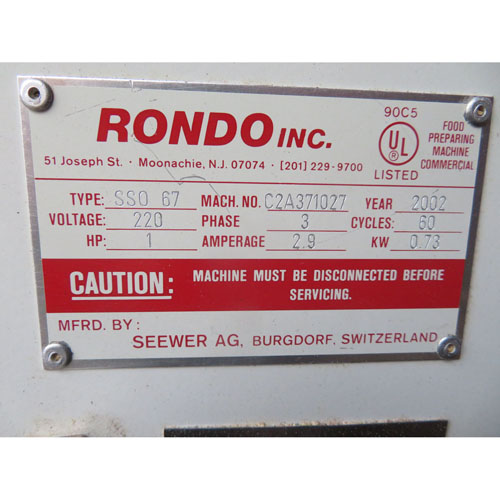 RONDO INC.
51 Joseph St. · Moonachie, N.J. 07074 · [201] 229-9700
90C5
UL
LISTED
FOOD
PREPARING
MACHINE
COMMERCIAL
TYPE: SSO 67 MACH. NO. C2A371027 YEAR 2002
VOLTAGE: 220 PHASE 3 CYCLES: 60
HP: 1 AMPERAGE 2.9 KW 0.73
CAUTION: MACHINE MUST BE DISCONNECTED BEFORE
SERVICING.
MFRD. BY:
SEEWER AG, BURGDORF, SWITZERLAND